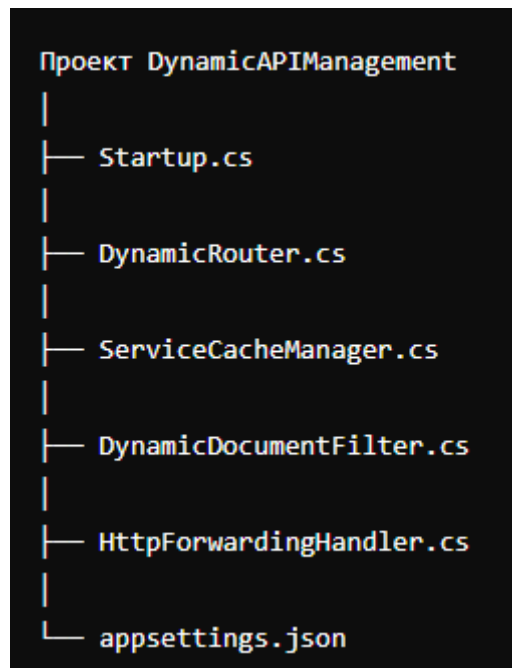 Проект DynamicAPIManagement
│
├── Startup.cs
│
├── DynamicRouter.cs
│
├── ServiceCacheManager.cs
│
├── DynamicDocumentFilter.cs
│
├── HttpForwardingHandler.cs
│
└── appsettings.json